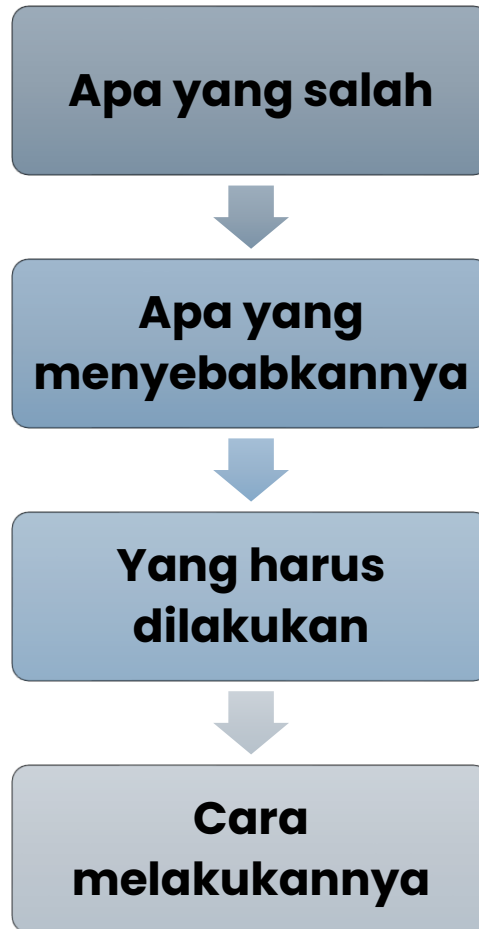 Apa yang salah
Apa yang
menyebabkannya
Yang harus
dilakukan
Cara
melakukannya